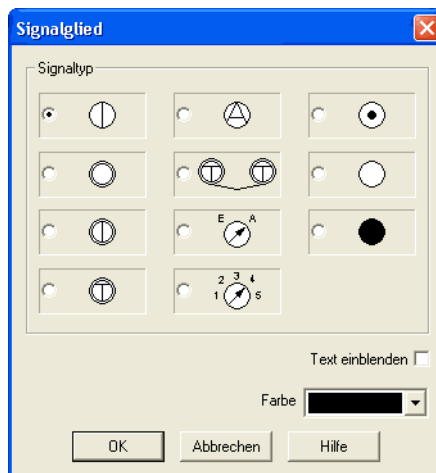 Signalglied
Signaltyp
A
T T
E A
T
1 2 3 4 5
Text einblenden
Farbe
OK Abbrechen Hilfe